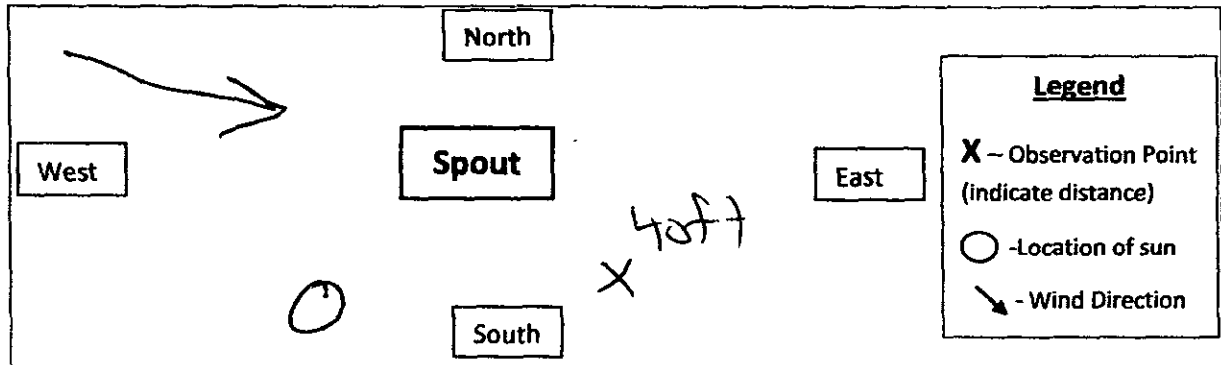 North
Legend
Spout
West
East
X – Observation Point
(indicate distance)
40ft
X
-Location of sun
South
- Wind Direction